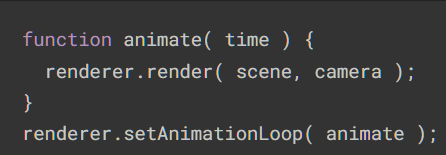 function animate( time ) {
  renderer.render( scene, camera );
}
renderer.setAnimationLoop( animate );